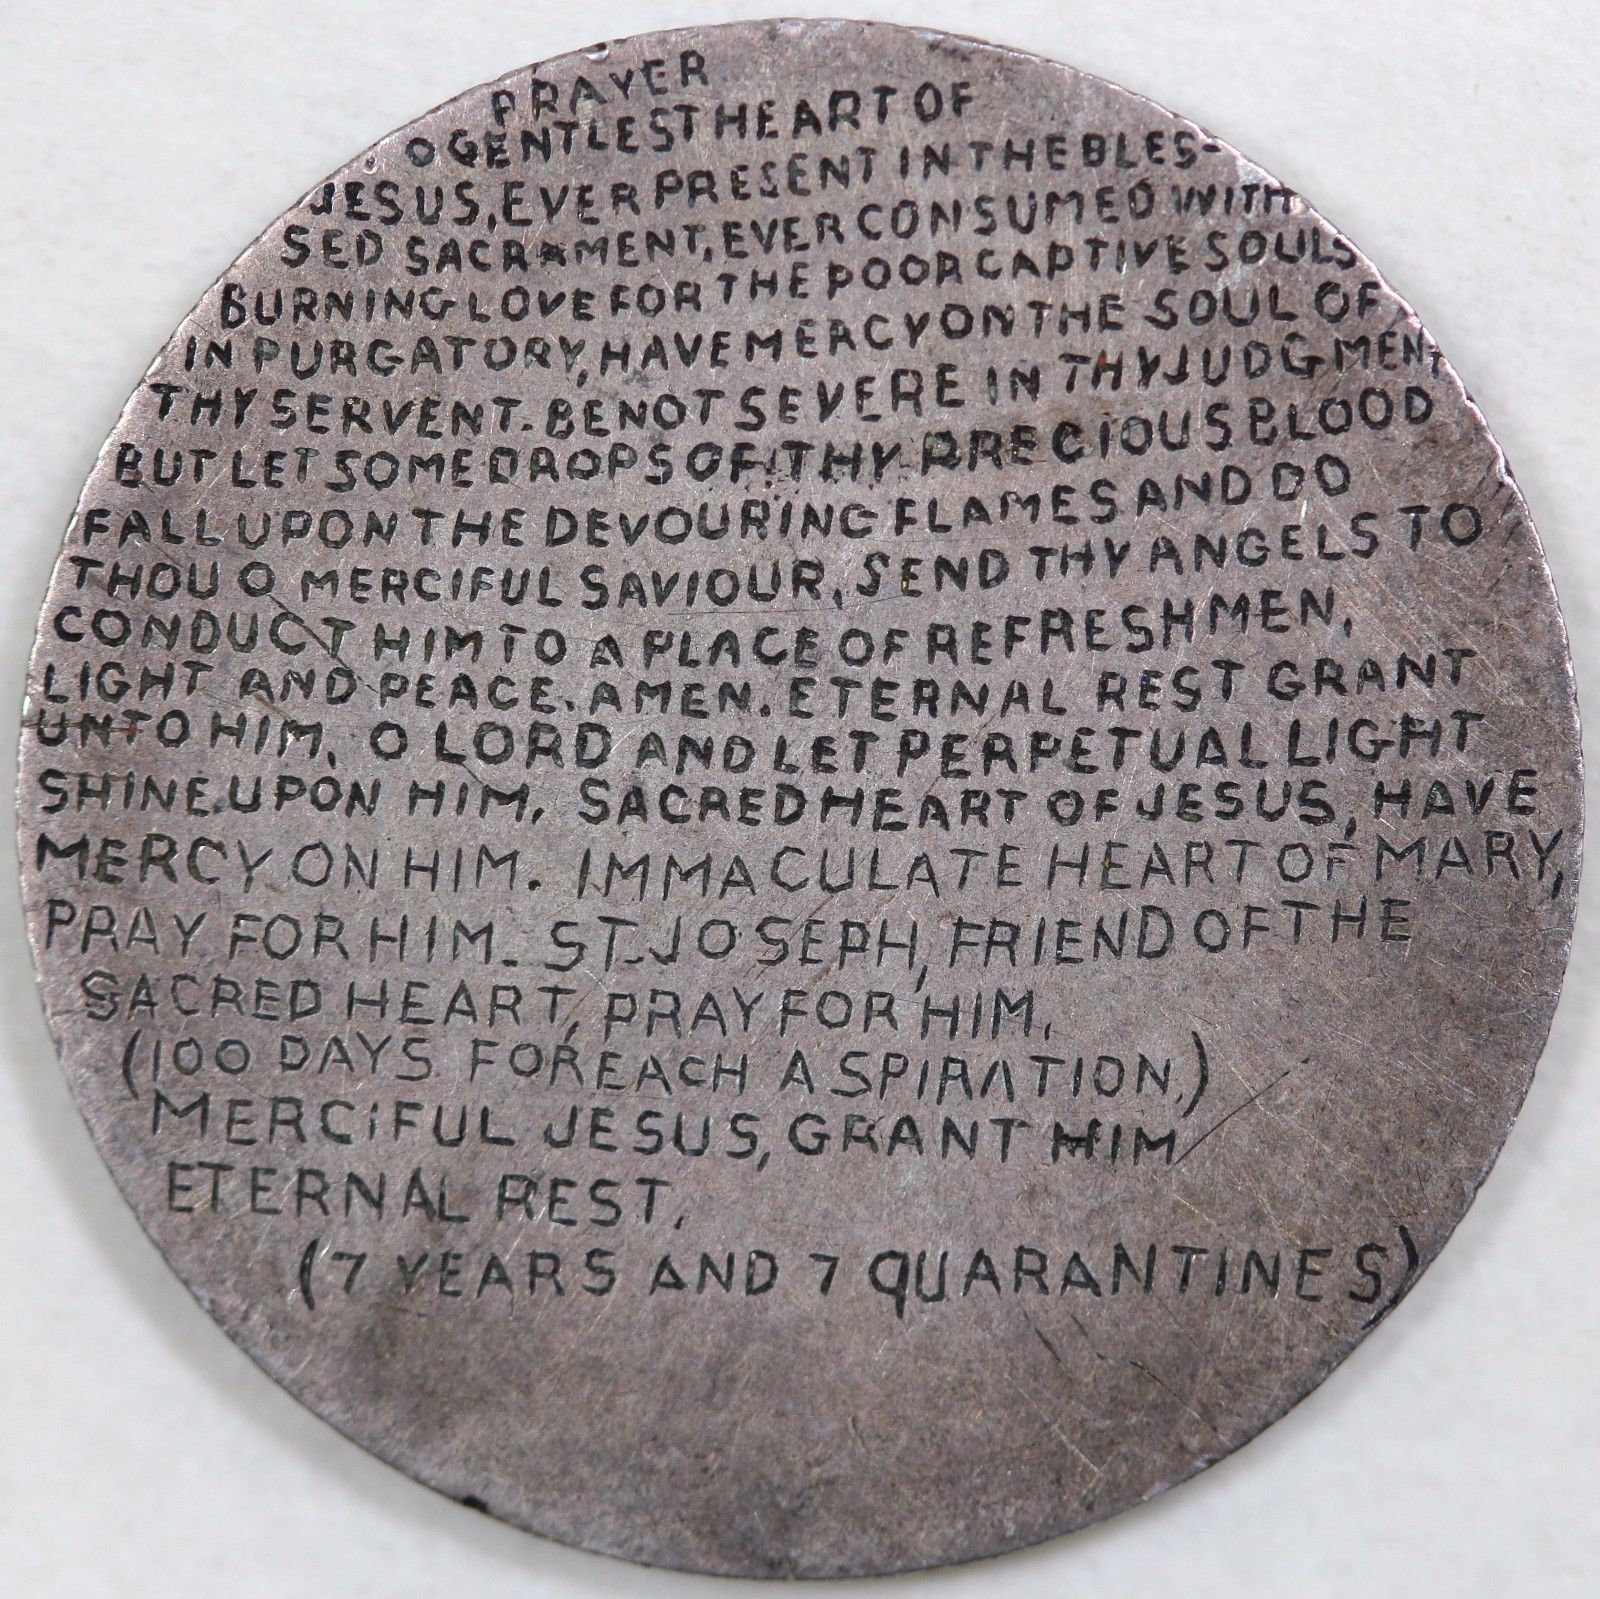 PRAYER
O GENTLEST HEART OF
JESUS, EVER PRESENT IN THE BLES-
SED SACRAMENT, EVER CONSUMED WITH
BURNING LOVE FOR THE POOR CAPTIVE SOULS
IN PURGATORY, HAVE MERCY ON THE SOUL OF
THY SERVENT. BE NOT SEVERE IN THY JUDGMENT
BUT LET SOME DROPS OF THY PRECIOUS BLOOD
FALL UPON THE DEVOURING FLAMES AND DO
THOU O MERCIFUL SAVIOUR, SEND THY ANGELS TO
CONDUCT HIM TO A PLACE OF REFRESHMEN,
LIGHT AND PEACE. AMEN. ETERNAL REST GRANT
UNTO HIM, O LORD AND LET PERPETUAL LIGHT
SHINE UPON HIM, SACRED HEART OF JESUS, HAVE
MERCY ON HIM. IMMACULATE HEART OF MARY,
PRAY FOR HIM. ST. JOSEPH, FRIEND OF THE
SACRED HEART, PRAY FOR HIM.
(100 DAYS FOR EACH ASPIRATION.)
MERCIFUL JESUS, GRANT HIM
ETERNAL REST.
(7 YEARS AND 7 QUARANTINES)